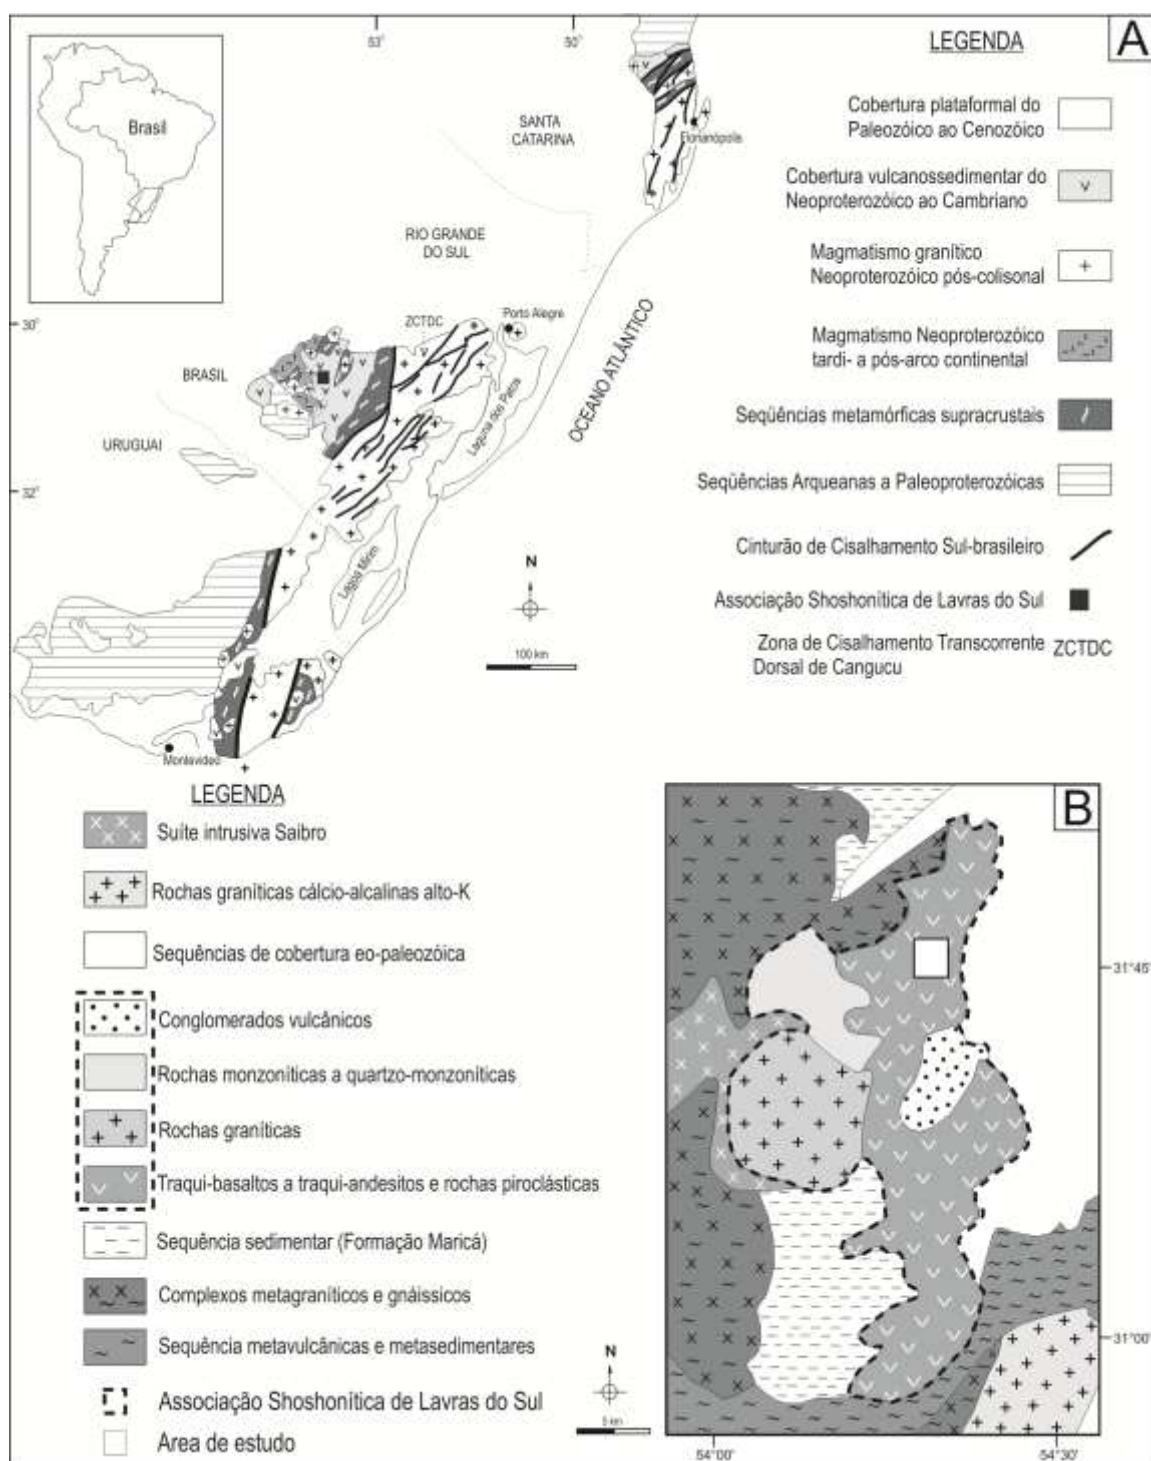 A
53°
50°
LEGENDA
Brasil
SANTA
CATARINA
Florianópolis
Cobertura plataformal do
Paleozóico ao Cenozóico
Cobertura vulcanossedimentar do
Neoproterozóico ao Cambriano
RIO GRANDE
DO SUL
Magmatismo granítico
Neoproterozóico pós-colisonal
30°
ZCTDC
Porto Alegre
OCEANO ATLÂNTICO
Magmatismo Neoproterozóico
tardi- a pós-arco continental
BRASIL
Laguna dos Patos
Seqüências metamórficas supracrustais
URUGUAI
32°
Seqüências Arqueanas a Paleoproterozóicas
Lagoa Mirim
N
100 km
Cinturão de Cisalhamento Sul-brasileiro
Associação Shoshonítica de Lavras do Sul
Zona de Cisalhamento Transcorrente ZCTDC
Dorsal de Cangucu
Montevideo
LEGENDA
Suíte intrusiva Saibro
Rochas graníticas cálcio-alcalinas alto-K
Sequências de cobertura eo-paleozóica
Conglomerados vulcânicos
Rochas monzoníticas a quartzo-monzoníticas
Rochas graníticas
Traqui-basaltos a traqui-andesitos e rochas piroclásticas
Sequência sedimentar (Formação Maricá)
Complexos metagraníticos e gnáissicos
Sequência metavulcânicas e metasedimentares
Associação Shoshonítica de Lavras do Sul
Area de estudo
N
5 km
B
31°45'
31°00'
54°00'
54°30'